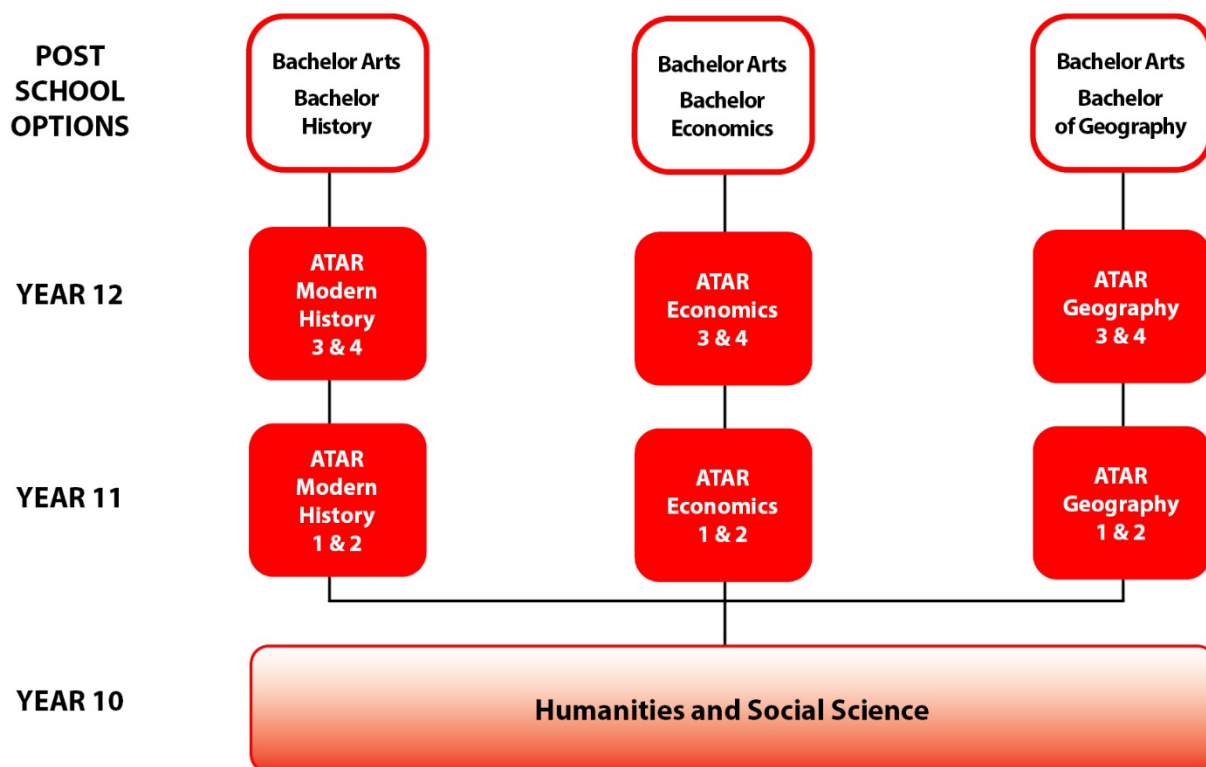 POST
SCHOOL
OPTIONS
Bachelor Arts
Bachelor
History
Bachelor Arts
Bachelor
Economics
Bachelor Arts
Bachelor
of Geography
YEAR 12
ATAR
Modern
History
3 & 4
ATAR
Economics
3 & 4
ATAR
Geography
3 & 4
YEAR 11
ATAR
Modern
History
1 & 2
ATAR
Economics
1 & 2
ATAR
Geography
1 & 2
YEAR 10
Humanities and Social Science